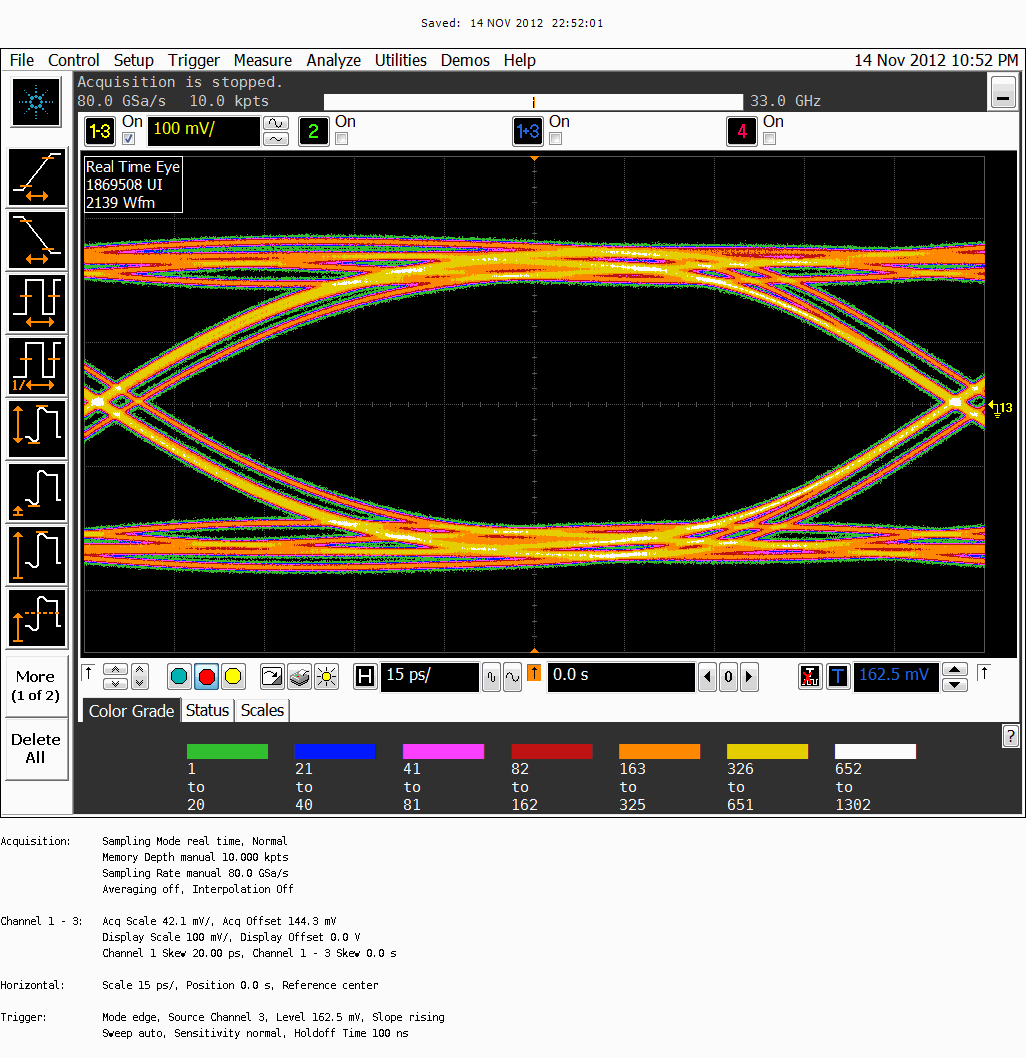 Saved: 14 NOV 2012 22:52:01
File Control Setup Trigger Measure Analyze Utilities Demos Help 14 Nov 2012 10:52 PM
Acquisition is stopped.
80.0 GSa/s 10.0 kpts 33.0 GHz
1-3 On 100 mV/ 2 On 1+3 On 4 On
Real Time Eye
1869508 UI
2139 Wfm
13
1/
More
(1 of 2)
Delete
All
H 15 ps/ 0.0 s 0 T 162.5 mV
Color Grade Status Scales
?
1 21 41 82 163 326 652
to to to to to to to
20 40 81 162 325 651 1302
Acquisition: Sampling Mode real time, Normal
Memory Depth manual 10.000 kpts
Sampling Rate manual 80.0 GSa/s
Averaging off, Interpolation Off
Channel 1 - 3: Acq Scale 42.1 mV/, Acq Offset 144.3 mV
Display Scale 100 mV/, Display Offset 0.0 V
Channel 1 Skew 20.00 ps, Channel 1 - 3 Skew 0.0 s
Horizontal: Scale 15 ps/, Position 0.0 s, Reference center
Trigger: Mode edge, Source Channel 3, Level 162.5 mV, Slope rising
Sweep auto, Sensitivity normal, Holdoff Time 100 ns